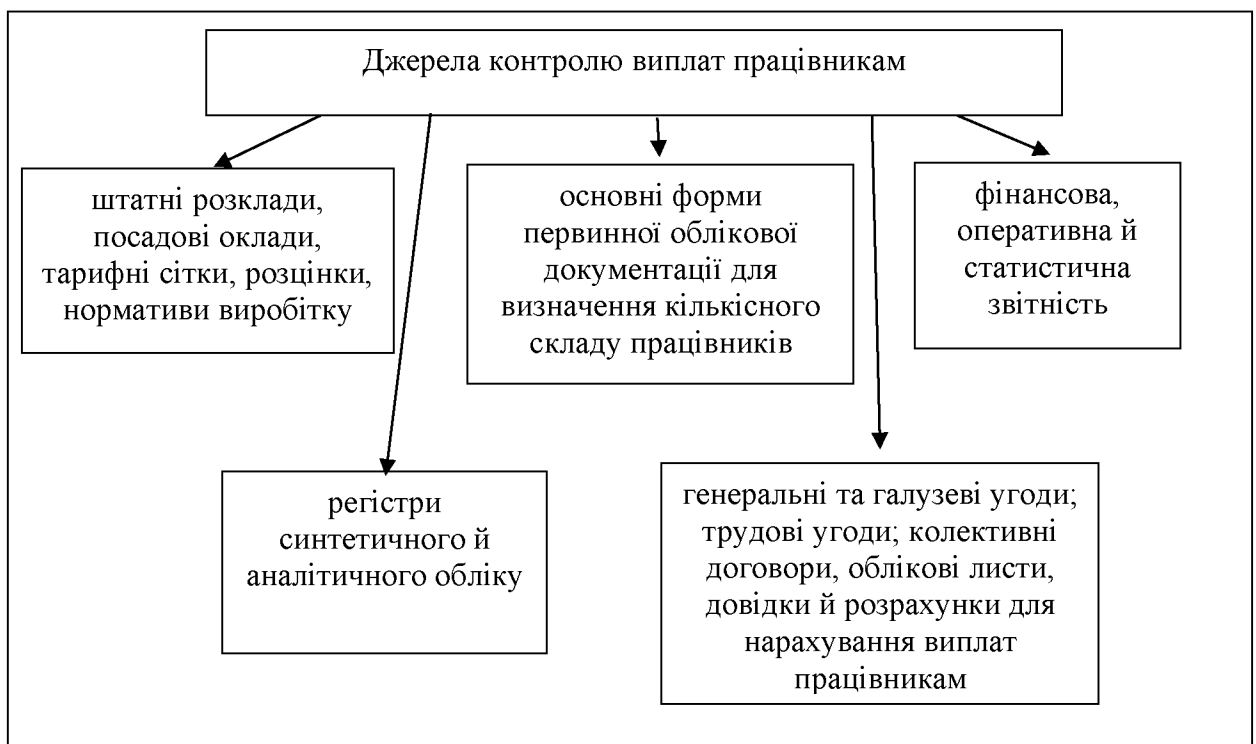 Джерела контролю виплат працівникам
штатні розклади,
посадові оклади,
тарифні сітки, розцінки,
нормативи виробітку
основні форми
первинної облікової
документації для
визначення кількісного
складу працівників
фінансова,
оперативна й
статистична
звітність
регістри
синтетичного й
аналітичного обліку
генеральні та галузеві угоди;
трудові угоди; колективні
договори, облікові листи,
довідки й розрахунки для
нарахування виплат
працівникам